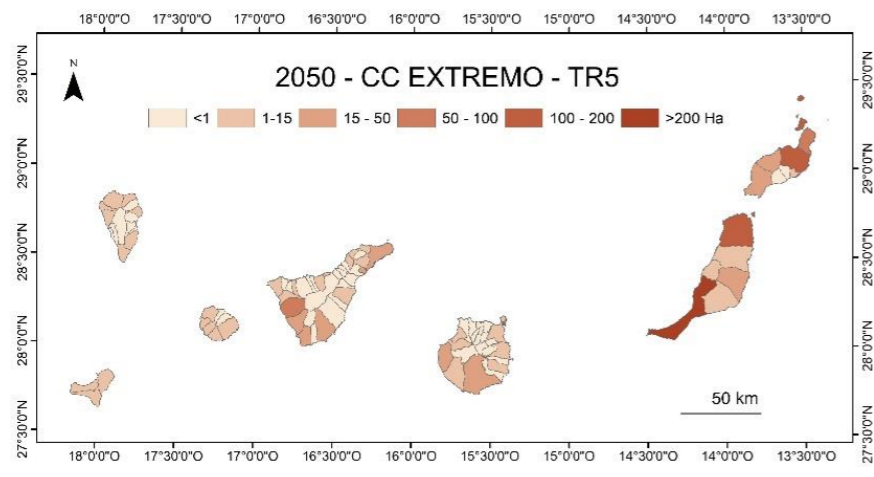 18°0'0"O 17°30'0"O 17°0'0"O 16°30'0"O 16°0'0"O 15°30'0"O 15°0'0"O 14°30'0"O 14°0'0"O 13°30'0"O
29°30'0"N
29°30'0"N
N
2050 - CC EXTREMO - TR5
<1 1-15 15 - 50 50 - 100 100 - 200 >200 Ha
29°0'0"N
29°0'0"N
28°30'0"N
28°30'0"N
28°0'0"N
28°0'0"N
50 km
27°30'0"N
27°30'0"N
18°0'0"O 17°30'0"O 17°0'0"O 16°30'0"O 16°0'0"O 15°30'0"O 15°0'0"O 14°30'0"O 14°0'0"O 13°30'0"O